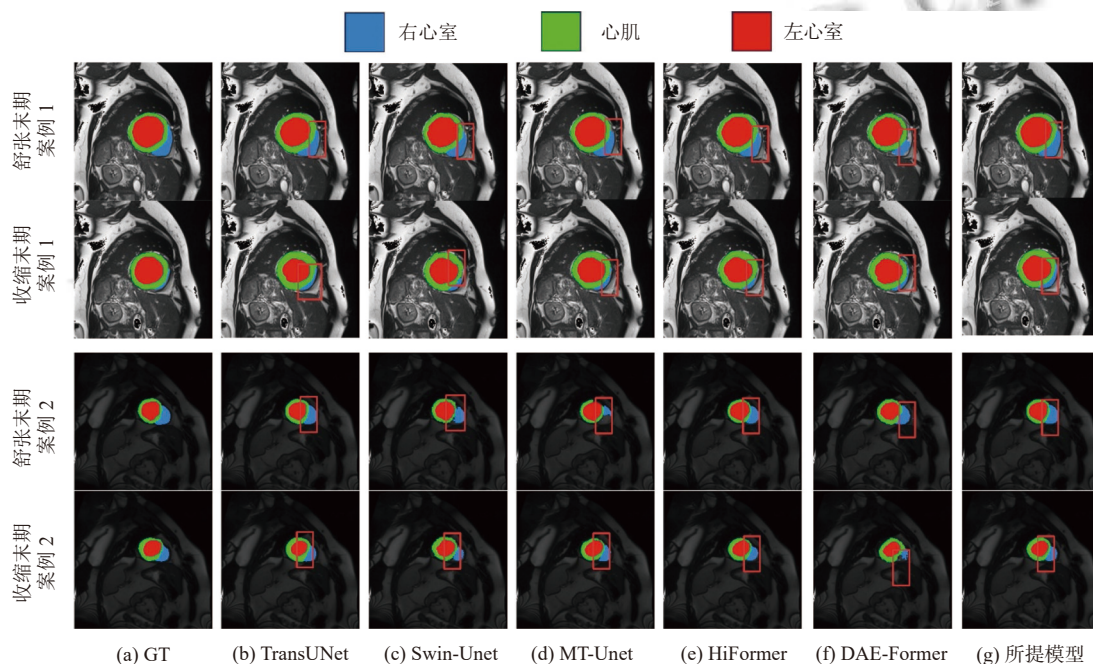 右心室 心肌 左心室
舒张末期
案例 1
收缩末期
案例 1
舒张末期
案例 2
收缩末期
案例 2
(a) GT (b) TransUNet (c) Swin-Unet (d) MT-Unet (e) HiFormer (f) DAE-Former (g) 所提模型